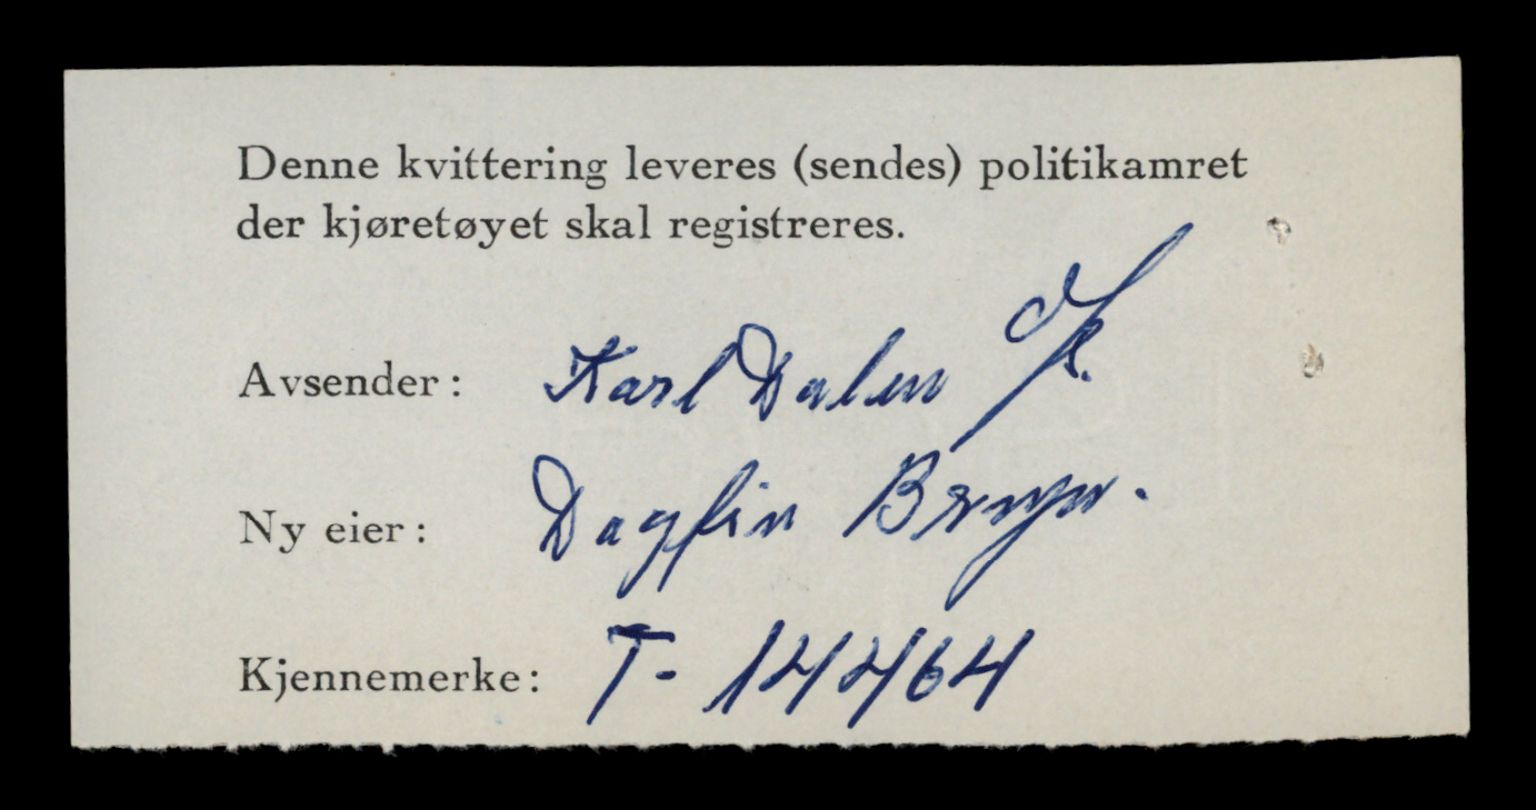 Denne kvittering leveres (sendes) politikamret
der kjøretøyet skal registreres.
Avsender: Karl Dalen
Ny eier: Dagfin
Kjennemerke: T- 14464